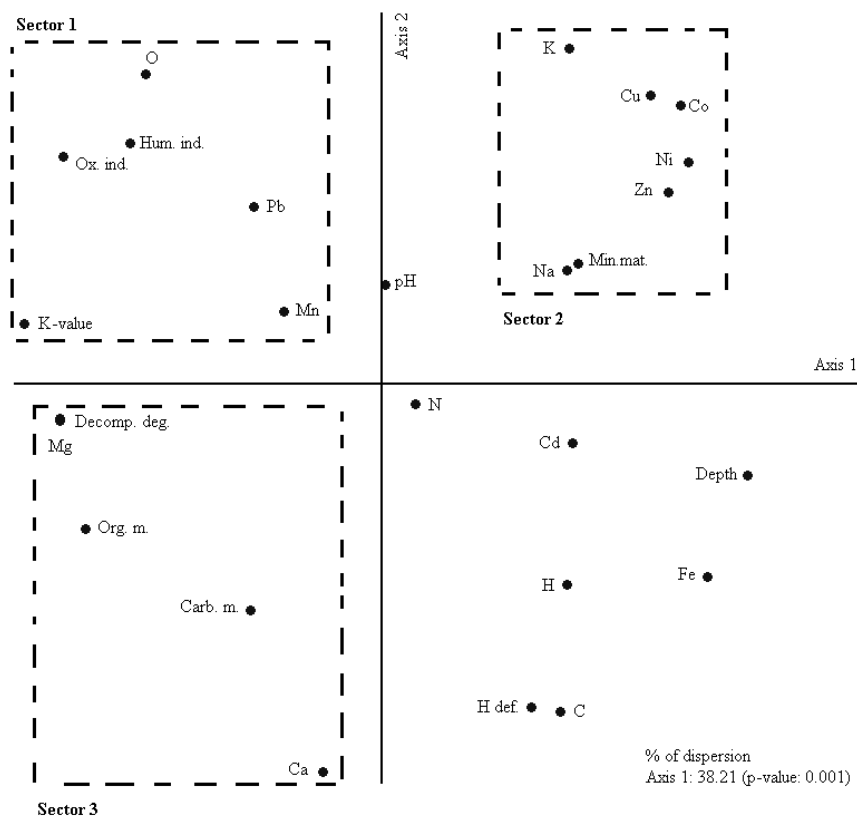 Sector 1
Axis 2
O
K
Cu
Co
Hum. ind.
Ox. ind.
Ni
Zn
Pb
Na
Min.mat.
pH
Mn
K-value
Sector 2
Axis 1
Decomp. deg.
Mg
N
Cd
Depth
Org. m.
Fe
H
Carb. m.
H def.
C
% of dispersion
Ca
Axis 1: 38.21 (p-value: 0.001)
Sector 3